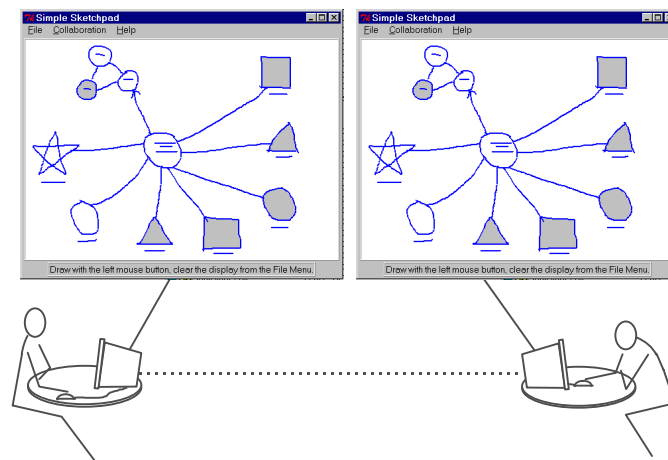 Simple Sketchpad
File Collaboration Help
Draw with the left mouse button, clear the display from the File Menu.
Simple Sketchpad
File Collaboration Help
Draw with the left mouse button, clear the display from the File Menu.